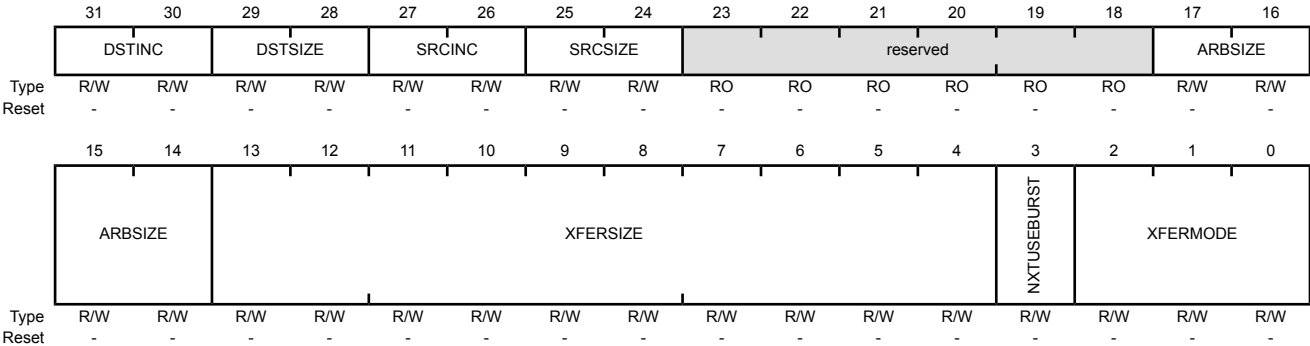 31 30 29 28 27 26 25 24 23 22 21 20 19 18 17 16
DSTINC DSTSIZE SRCINC SRCSIZE reserved ARBSIZE
Type R/W R/W R/W R/W R/W R/W R/W R/W RO RO RO RO RO RO R/W R/W
Reset - - - - - - - - - - - - - - - -
15 14 13 12 11 10 9 8 7 6 5 4 3 2 1 0
ARBSIZE XFERSIZE NXTUSEBURST XFERMODE
Type R/W R/W R/W R/W R/W R/W R/W R/W R/W R/W R/W R/W R/W R/W R/W R/W
Reset - - - - - - - - - - - - - - - -